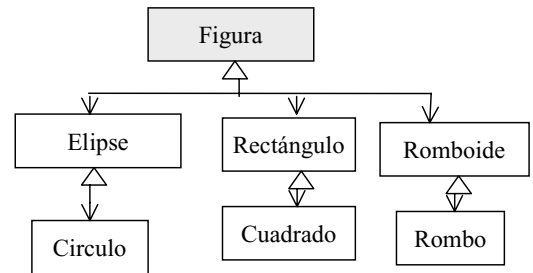 Figura
Elipse
Rectángulo
Romboide
Circulo
Cuadrado
Rombo